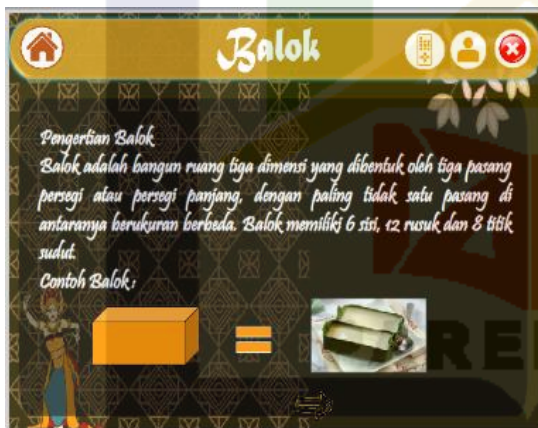 Balok
Pengertian Balok
Balok adalah bangun ruang tiga dimensi yang dibentuk oleh tiga pasang
persegi atau persegi panjang, dengan paling tidak satu pasang di
antaranya berukuran berbeda. Balok memiliki 6 sisi, 12 rusuk dan 8 titik
sudut.
Contoh Balok :
=